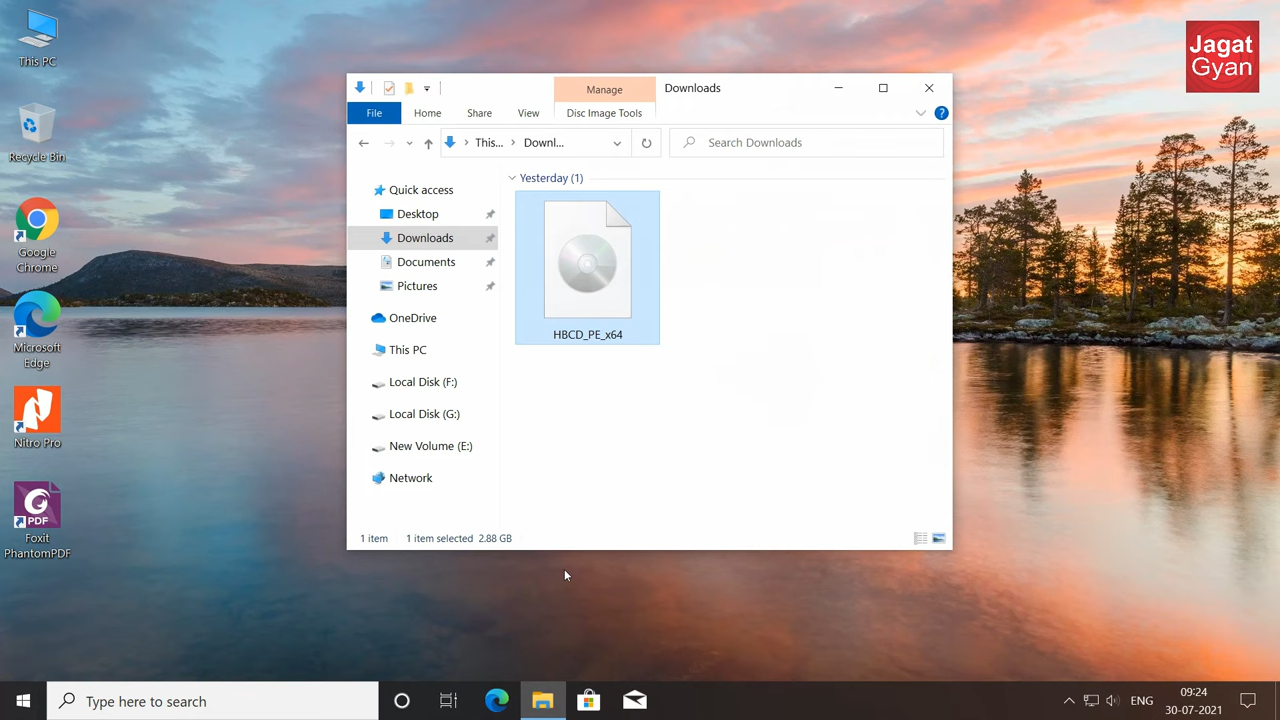 This PC
Recycle Bin
Google
Chrome
Microsoft
Edge
Nitro Pro
PDF
Foxit
PhantomPDF
Jagat
Gyan
Manage
Downloads
File
Home
Share
View
Disc Image Tools
?
This...
Downl...
Search Downloads
Quick access
Desktop
Downloads
Documents
Pictures
OneDrive
This PC
Local Disk (F:)
Local Disk (G:)
New Volume (E:)
Network
Yesterday (1)
HBCD_PE_x64
1 item
1 item selected 2.88 GB
Type here to search
ENG
09:24
30-07-2021